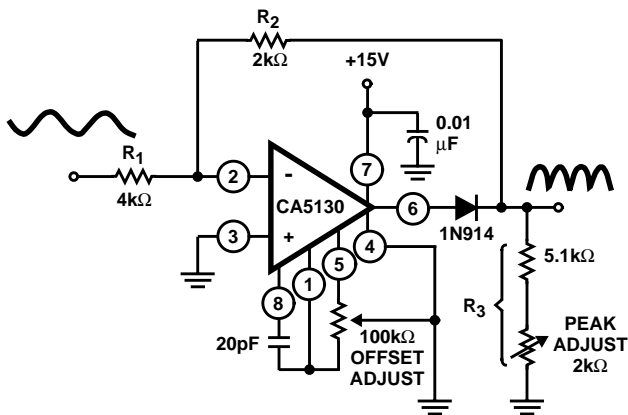 R2
2kΩ
+15V
0.01
µF
R1
4kΩ
2
-
7
CA5130
6
1N914
3
+
4
5
1
8
5.1kΩ
R3
20pF
100kΩ
OFFSET
ADJUST
PEAK
ADJUST
2kΩ